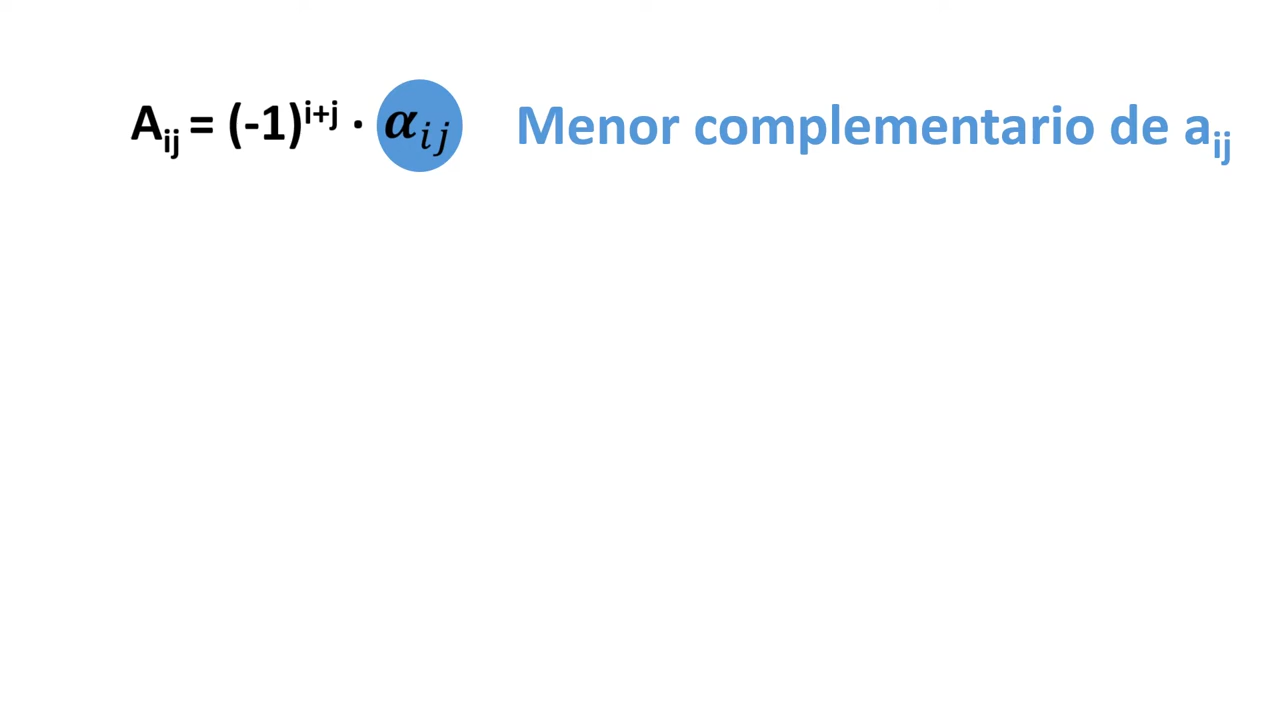 Aij = (-1)i+j · αij Menor complementario de aij